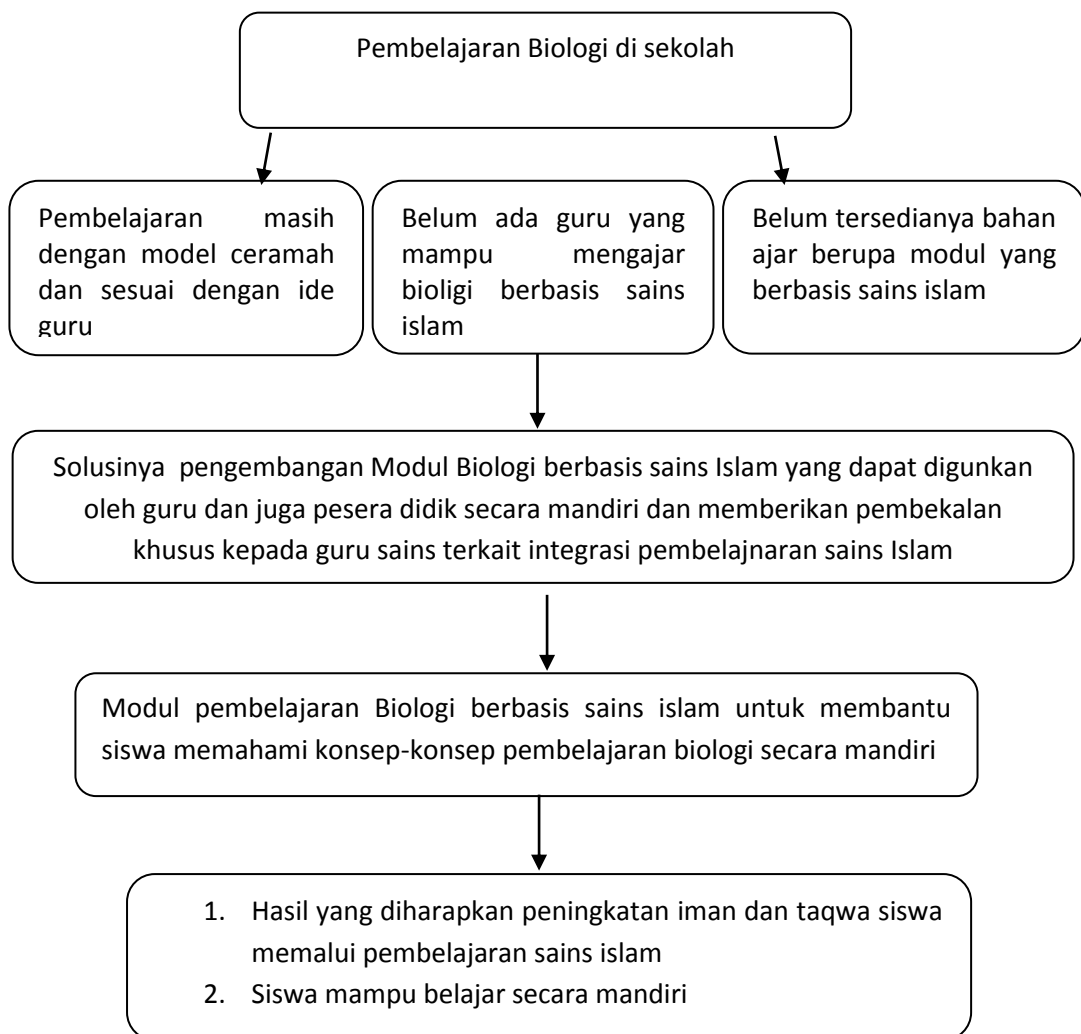 Pembelajaran Biologi di sekolah
Pembelajaran masih
dengan model ceramah
dan sesuai dengan ide
guru
Belum ada guru yang
mampu mengajar
bioligi berbasis sains
islam
Belum tersedianya bahan
ajar berupa modul yang
berbasis sains islam
Solusinya pengembangan Modul Biologi berbasis sains Islam yang dapat digunkan
oleh guru dan juga pesera didik secara mandiri dan memberikan pembekalan
khusus kepada guru sains terkait integrasi pembelajnaran sains Islam
Modul pembelajaran Biologi berbasis sains islam untuk membantu
siswa memahami konsep-konsep pembelajaran biologi secara mandiri
1. Hasil yang diharapkan peningkatan iman dan taqwa siswa
memalui pembelajaran sains islam
2. Siswa mampu belajar secara mandiri